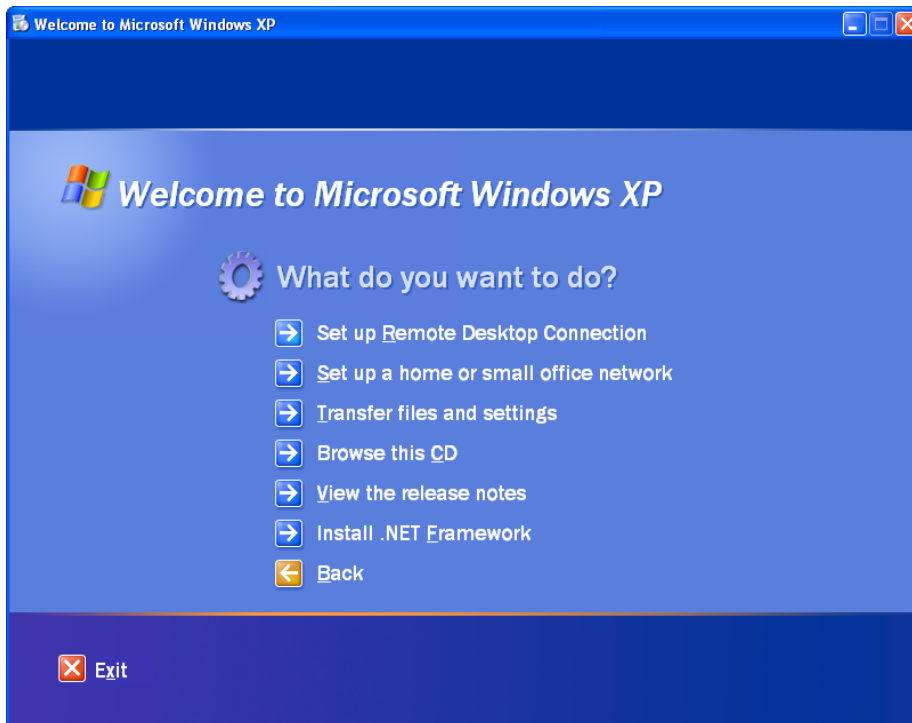 Welcome to Microsoft Windows XP
Welcome to Microsoft Windows XP
What do you want to do?
Set up Remote Desktop Connection
Set up a home or small office network
Transfer files and settings
Browse this CD
View the release notes
Install .NET Framework
Back
Exit